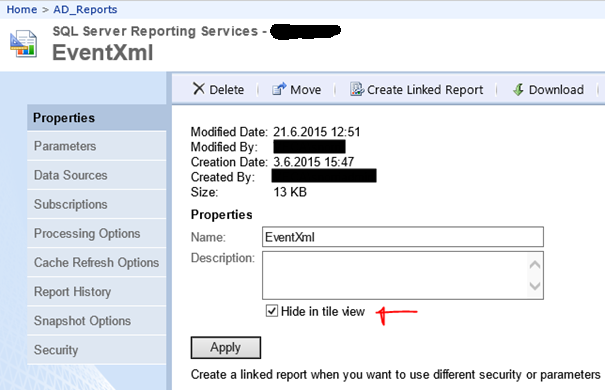 Home > AD_Reports
SQL Server Reporting Services -
EventXml
Delete
Move
Create Linked Report
Download
Properties
Parameters
Data Sources
Subscriptions
Processing Options
Cache Refresh Options
Report History
Snapshot Options
Security
Modified Date: 21.6.2015 12:51
Modified By:
Creation Date: 3.6.2015 15:47
Created By:
Size: 13 KB
Properties
Name: EventXml
Description:
Hide in tile view
Apply
Create a linked report when you want to use different security or parameters